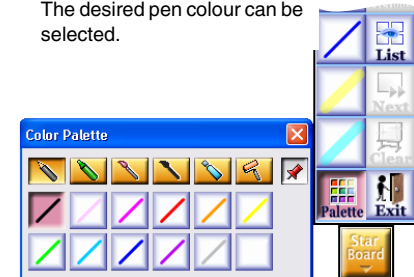 The desired pen colour can be
selected.
List
Next
Clear
Color Palette
Palette
Exit
Star
Board